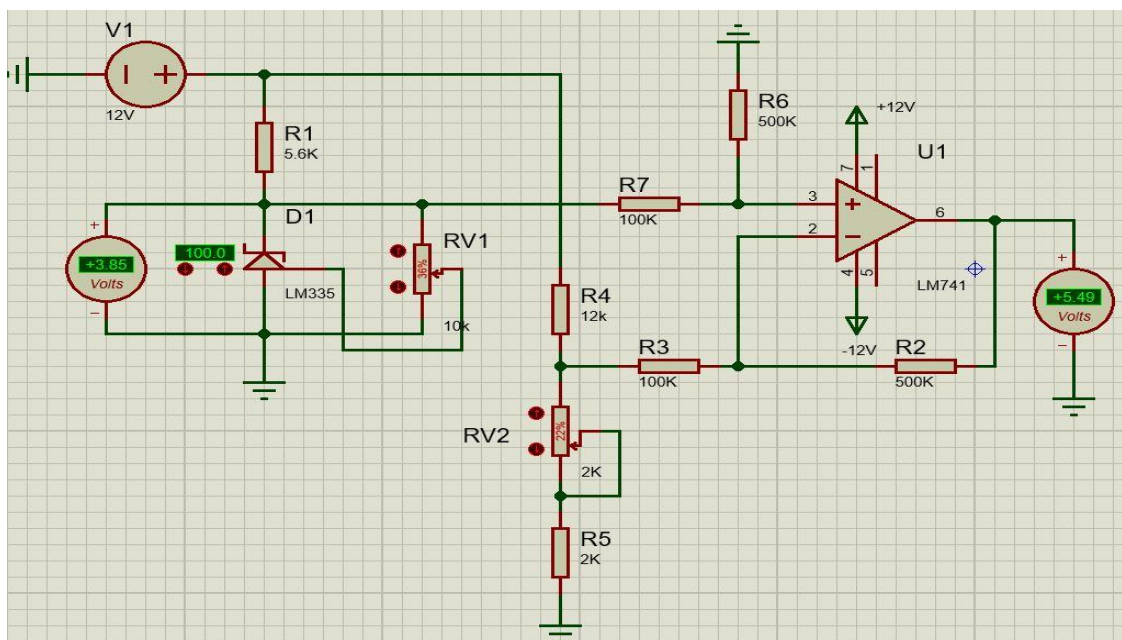 V1
12V
R1
5.6K
+3.85
Volts
100.0
D1
LM335
RV1
36%
10k
R7
100K
R6
500K
+12V
U1
7
1
3
2
6
4
5
LM741
-12V
+5.49
Volts
R4
12k
R3
100K
R2
500K
RV2
22%
2K
R5
2K